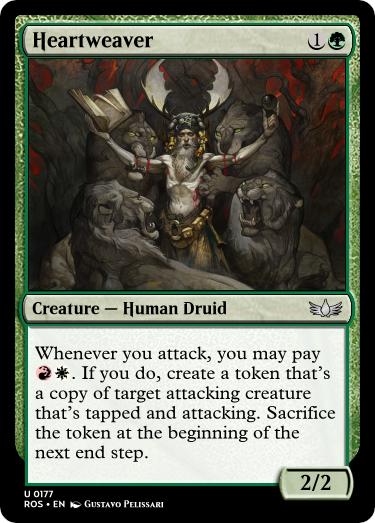 Heartweaver 1
Creature — Human Druid
Whenever you attack, you may pay
. If you do, create a token that's
a copy of target attacking creature
that's tapped and attacking. Sacrifice
the token at the beginning of the
next end step.
2/2
U 0177
ROS • EN Gustavo Pelissari